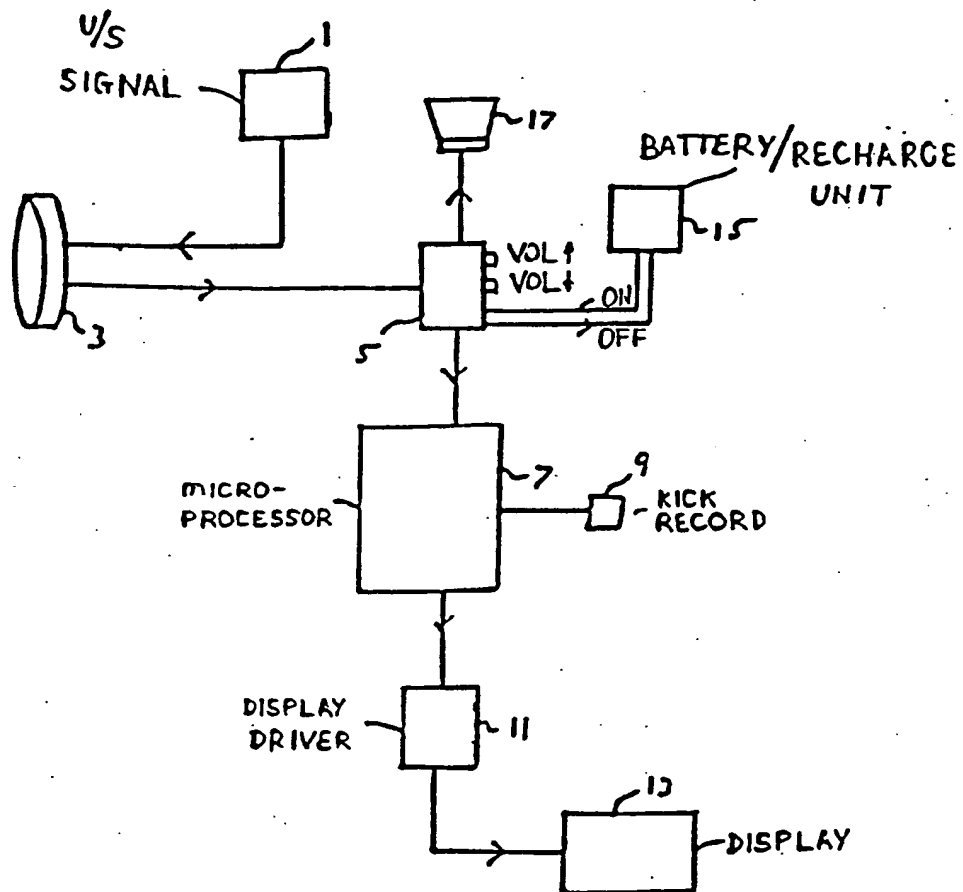 U/S
SIGNAL
1
17
BATTERY/RECHARGE
UNIT
15
VOL↑
VOL↓
ON
OFF
3
5
MICRO-
PROCESSOR
7
9
KICK
RECORD
DISPLAY
DRIVER
11
13
DISPLAY